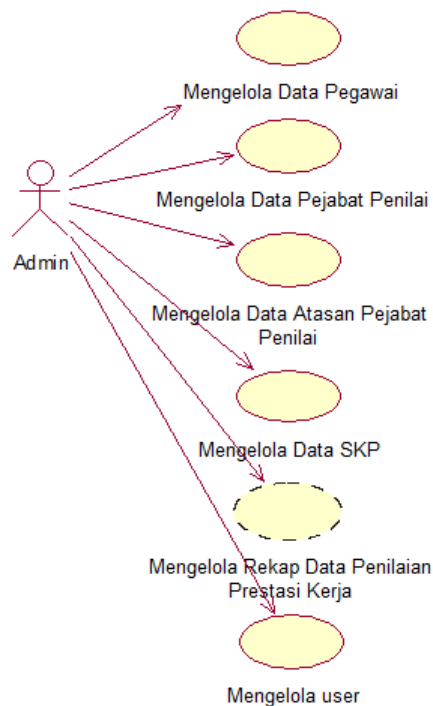 Mengelola Data Pegawai
Mengelola Data Pejabat Penilai
Admin
Mengelola Data Atasan Pejabat
Penilai
Mengelola Data SKP
Mengelola Rekap Data Penilaian
Prestasi Kerja
Mengelola user